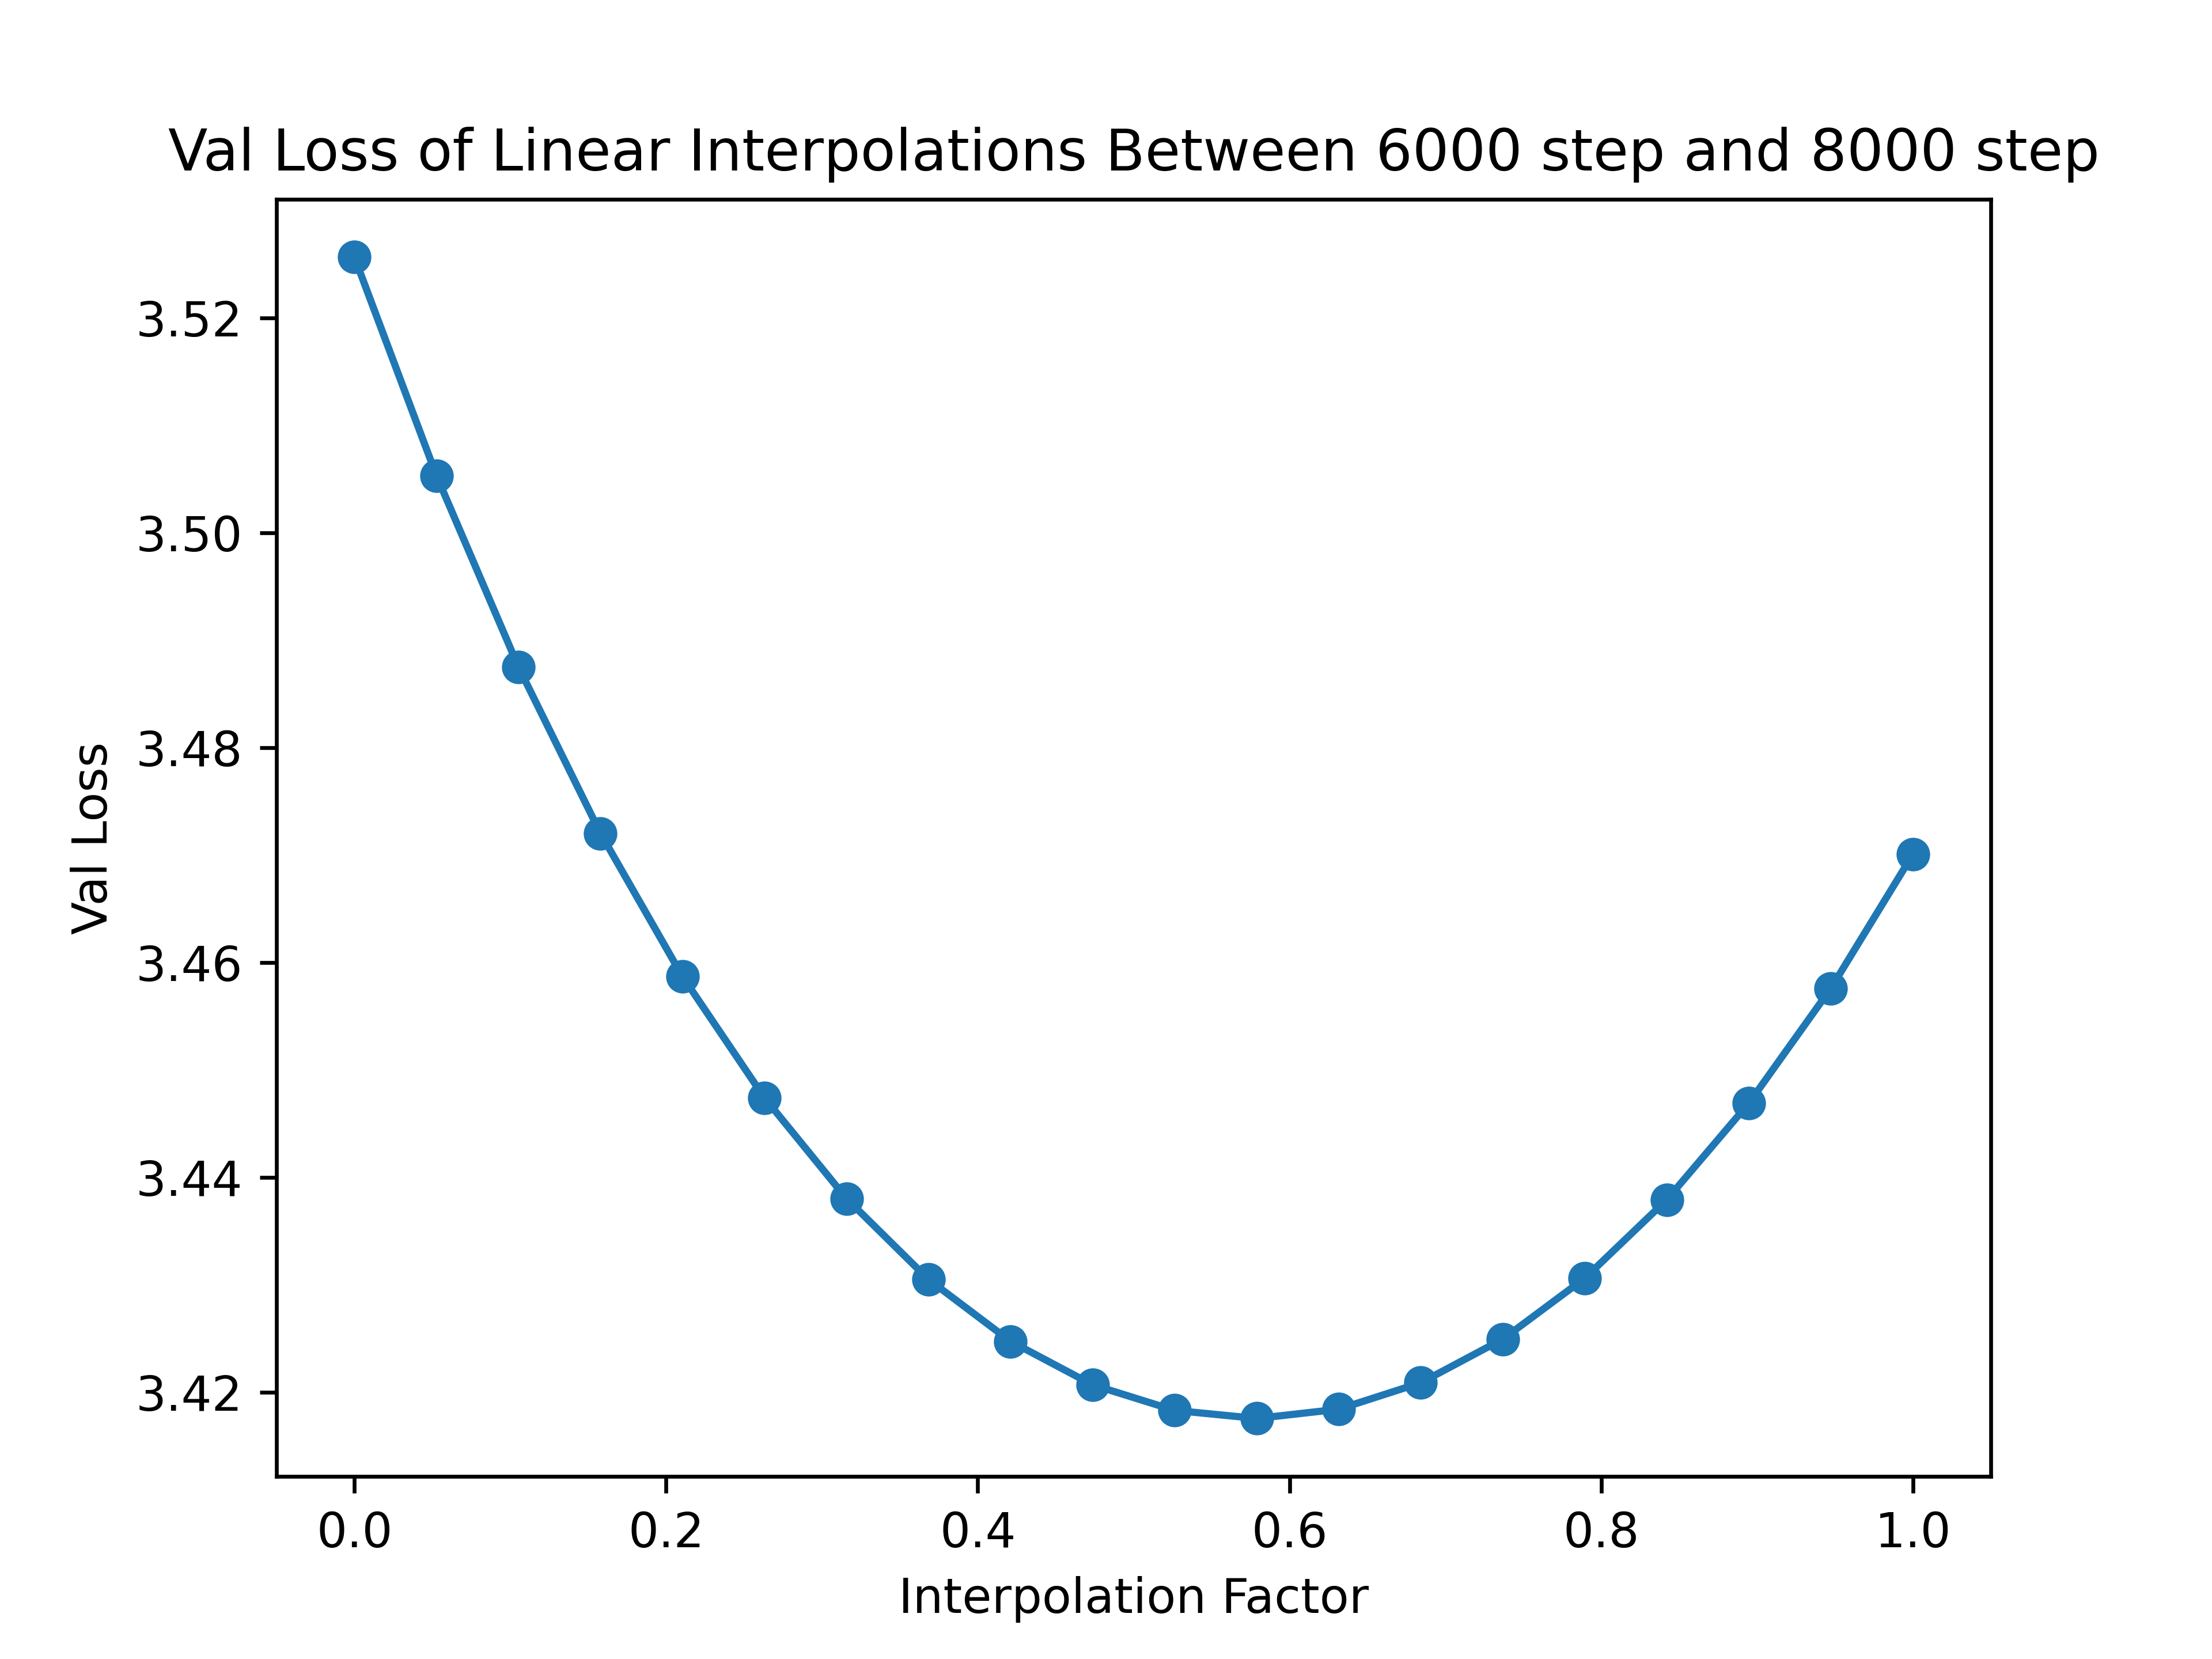 Val Loss of Linear Interpolations Between 6000 step and 8000 step
3.52
3.50
3.48
3.46
3.44
3.42
Val Loss
0.0 0.2 0.4 0.6 0.8 1.0
Interpolation Factor